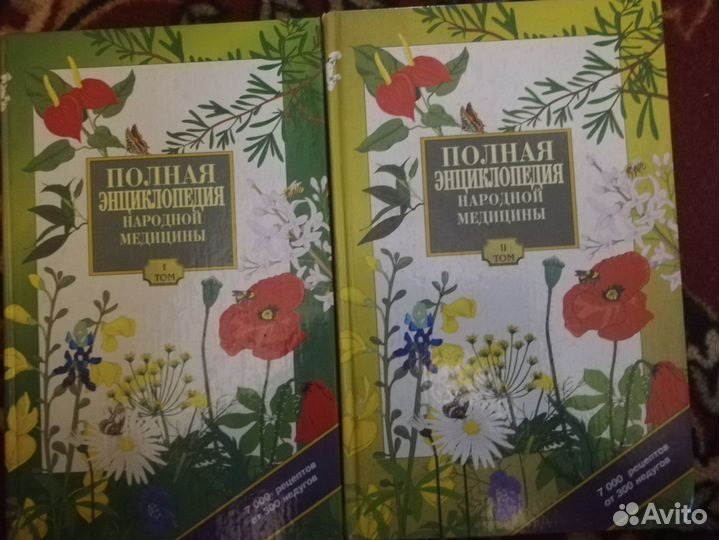 ПОЛНАЯ
ЭНЦИКЛОПЕДИЯ
НАРОДНОЙ
МЕДИЦИНЫ
I
ТОМ
7 000 рецептов
от 300 недугов
ПОЛНАЯ
ЭНЦИКЛОПЕДИЯ
НАРОДНОЙ
МЕДИЦИНЫ
II
ТОМ
7 000 рецептов
от 300 недугов
Avito